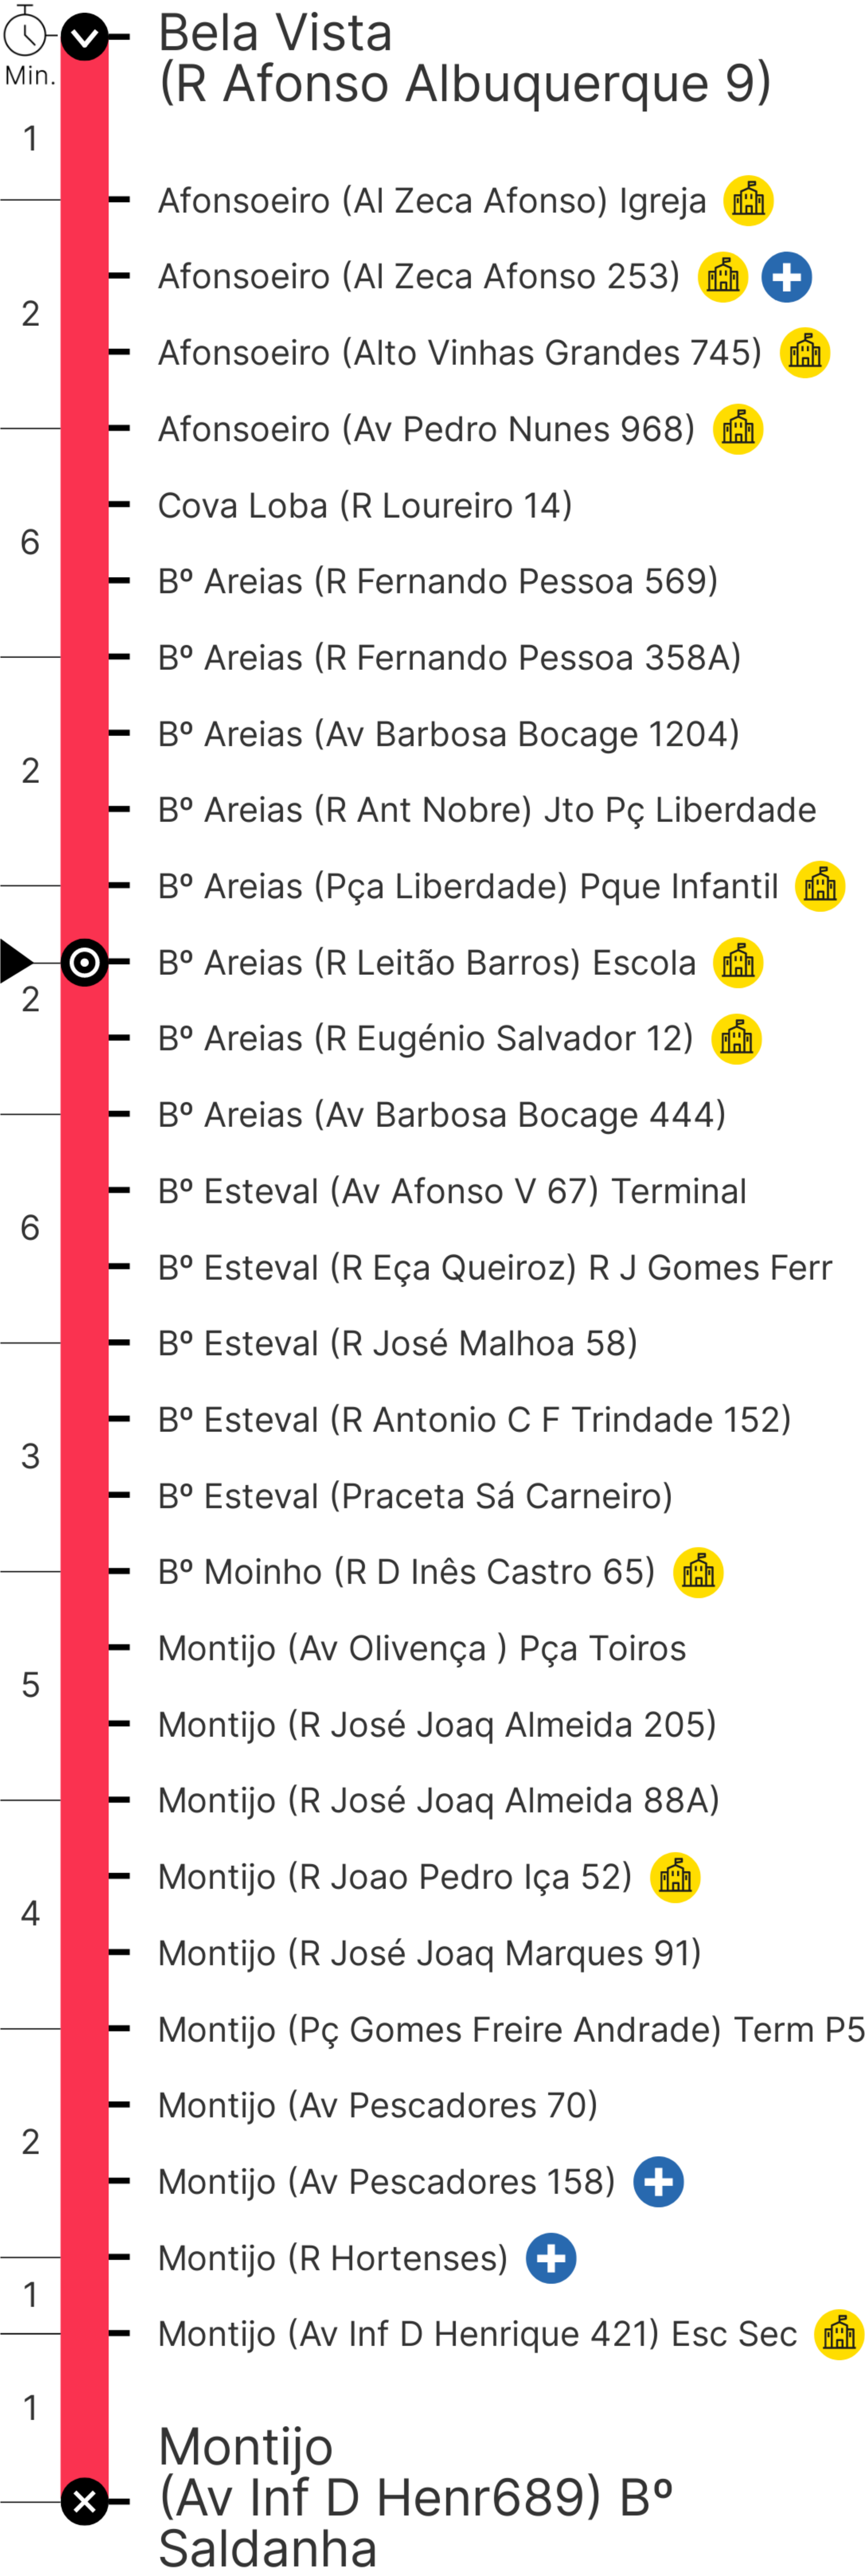 Bela Vista
(R Afonso Albuquerque 9)
Min.
1
Afonsoeiro (Al Zeca Afonso) Igreja
Afonsoeiro (Al Zeca Afonso 253)
2
Afonsoeiro (Alto Vinhas Grandes 745)
Afonsoeiro (Av Pedro Nunes 968)
Cova Loba (R Loureiro 14)
6
Bº Areias (R Fernando Pessoa 569)
Bº Areias (R Fernando Pessoa 358A)
Bº Areias (Av Barbosa Bocage 1204)
2
Bº Areias (R Ant Nobre) Jto Pç Liberdade
Bº Areias (Pça Liberdade) Pque Infantil
Bº Areias (R Leitão Barros) Escola
2
Bº Areias (R Eugénio Salvador 12)
Bº Areias (Av Barbosa Bocage 444)
Bº Esteval (Av Afonso V 67) Terminal
6
Bº Esteval (R Eça Queiroz) R J Gomes Ferr
Bº Esteval (R José Malhoa 58)
Bº Esteval (R Antonio C F Trindade 152)
3
Bº Esteval (Praceta Sá Carneiro)
Bº Moinho (R D Inês Castro 65)
Montijo (Av Olivença ) Pça Toiros
5
Montijo (R José Joaq Almeida 205)
Montijo (R José Joaq Almeida 88A)
Montijo (R Joao Pedro Iça 52)
4
Montijo (R José Joaq Marques 91)
Montijo (Pç Gomes Freire Andrade) Term P5
Montijo (Av Pescadores 70)
2
Montijo (Av Pescadores 158)
Montijo (R Hortenses)
1
Montijo (Av Inf D Henrique 421) Esc Sec
1
Montijo
(Av Inf D Henr689) Bº
Saldanha